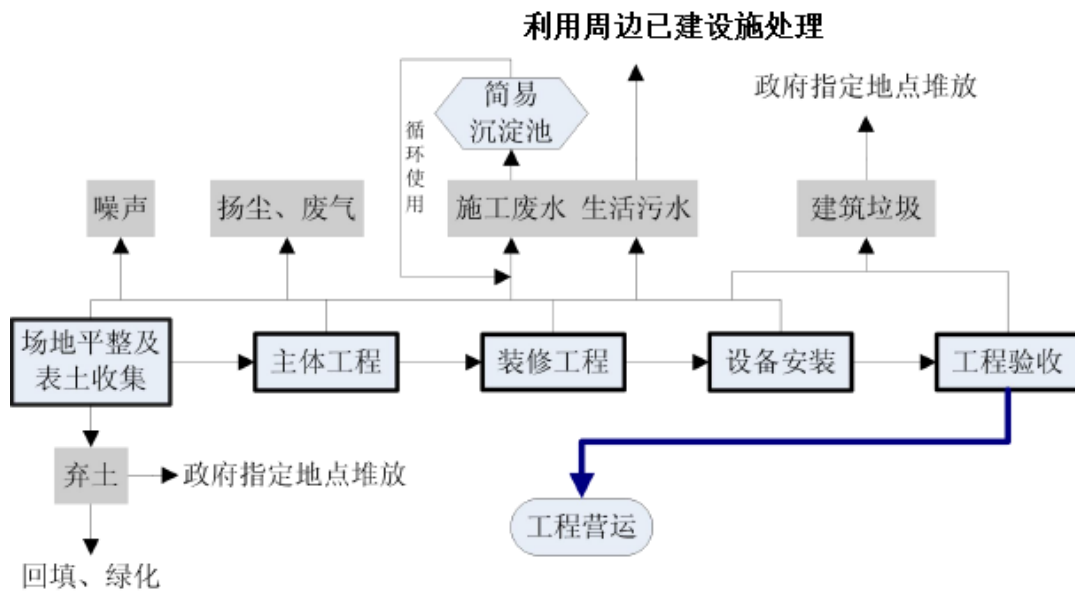 利用周边已建设施处理
简易
沉淀池
政府指定地点堆放
循环使用
噪声
扬尘、废气
施工废水
生活污水
建筑垃圾
场地平整及
表土收集
主体工程
装修工程
设备安装
工程验收
弃土
政府指定地点堆放
工程营运
回填、绿化